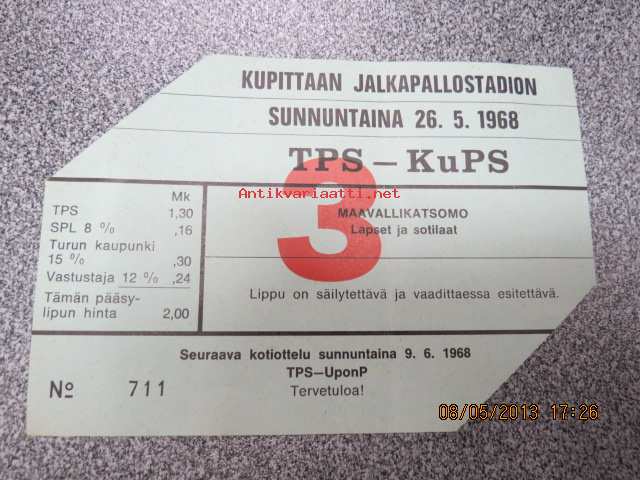 KUPITTAAN JALKAPALLOSTADION
SUNNUNTAINA 26. 5. 1968
TPS – KuPS
3
Antikvariaatti.net
Mk
TPS 1,30
SPL 8 % ,16
Turun kaupunki
15 % ,30
Vastustaja 12 % ,24
Tämän pääsy-
lipun hinta 2,00
MAAVALLIKATSOMO
Lapset ja sotilaat
Lippu on säilytettävä ja vaadittaessa esitettävä.
Seuraava kotiottelu sunnuntaina 9. 6. 1968
TPS–UponP
Tervetuloa!
№ 711
08/05/2013 17:26